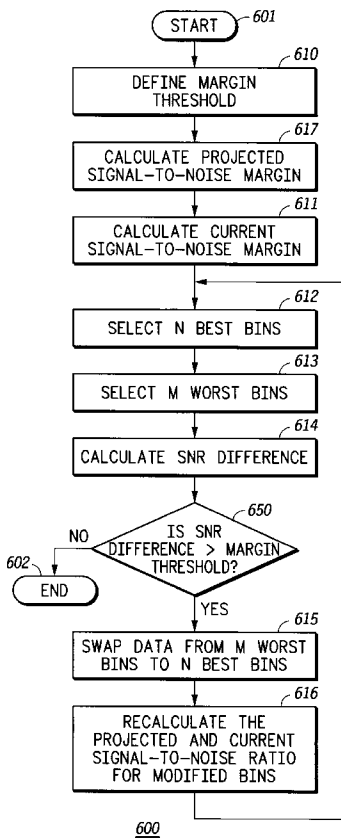 START
601
610
DEFINE MARGIN
THRESHOLD
617
CALCULATE PROJECTED
SIGNAL-TO-NOISE MARGIN
611
CALCULATE CURRENT
SIGNAL-TO-NOISE MARGIN
612
SELECT N BEST BINS
613
SELECT M WORST BINS
614
CALCULATE SNR DIFFERENCE
650
IS SNR
DIFFERENCE > MARGIN
THRESHOLD?
NO
602
END
YES
615
SWAP DATA FROM M WORST
BINS TO N BEST BINS
616
RECALCULATE THE
PROJECTED AND CURRENT
SIGNAL-TO-NOISE RATIO
FOR MODIFIED BINS
600